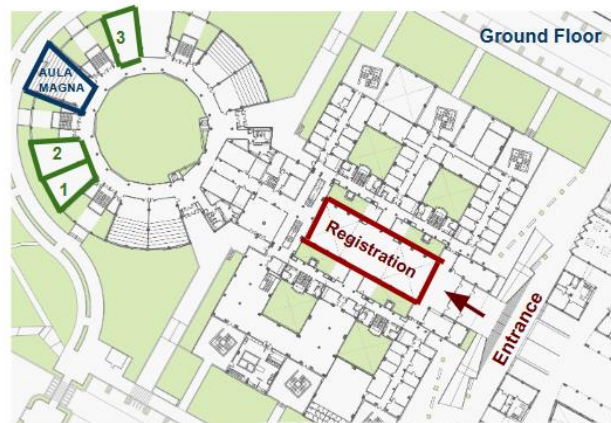 3
Ground Floor
AULA
MAGNA
2
1
Registration
Entrance